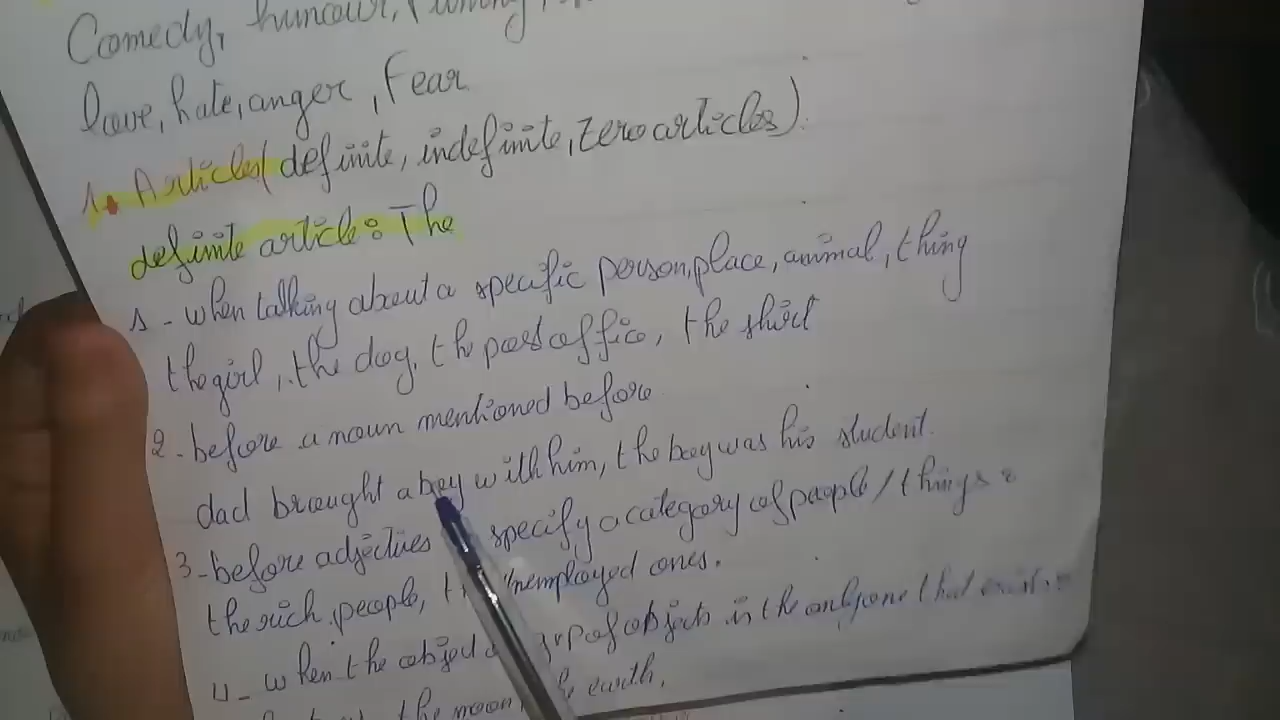 Comedy, humour,
love, hate, anger, Fear
1. Articles (definite, indefinite, zero articles).
definite article: The
1 - when talking about a specific person, place, animal, thing
the girl, the dog, the post office, the shirt
2 - before a noun mentioned before
dad brought a boy with him, the boy was his student.
3 - before adjectives specify a category of people / things:
the rich people, unemployed ones.
4 - when the object of objects is the only one that
the moon, earth,